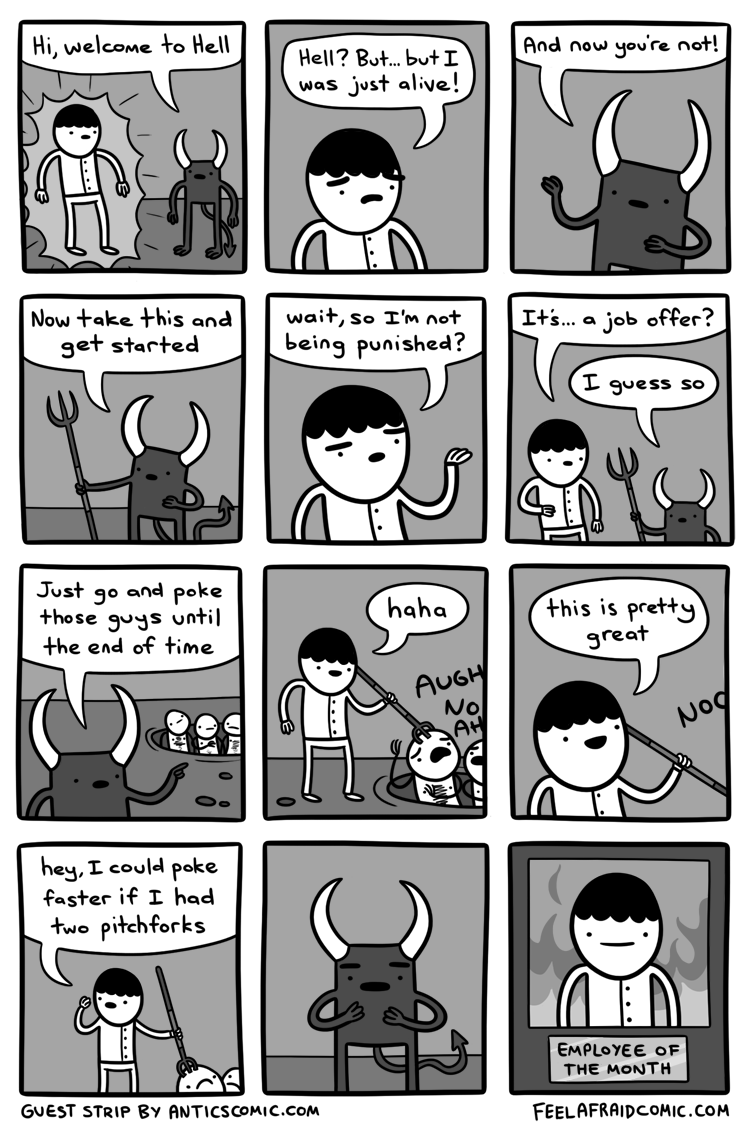 Hi, welcome to Hell
Hell? But... but I
was just alive!
And now you're not!
Now take this and
get started
wait, so I'm not
being punished?
It's... a job offer?
I guess so
Just go and poke
those guys until
the end of time
haha
AUGH
NO
AH
this is pretty
great
NOO
hey, I could poke
faster if I had
two pitchforks
EMPLOYEE OF
THE MONTH
GUEST STRIP BY ANTICSCOMIC.COM
FEELAFRAIDCOMIC.COM